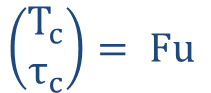 (T_c
τ_c) = Fu